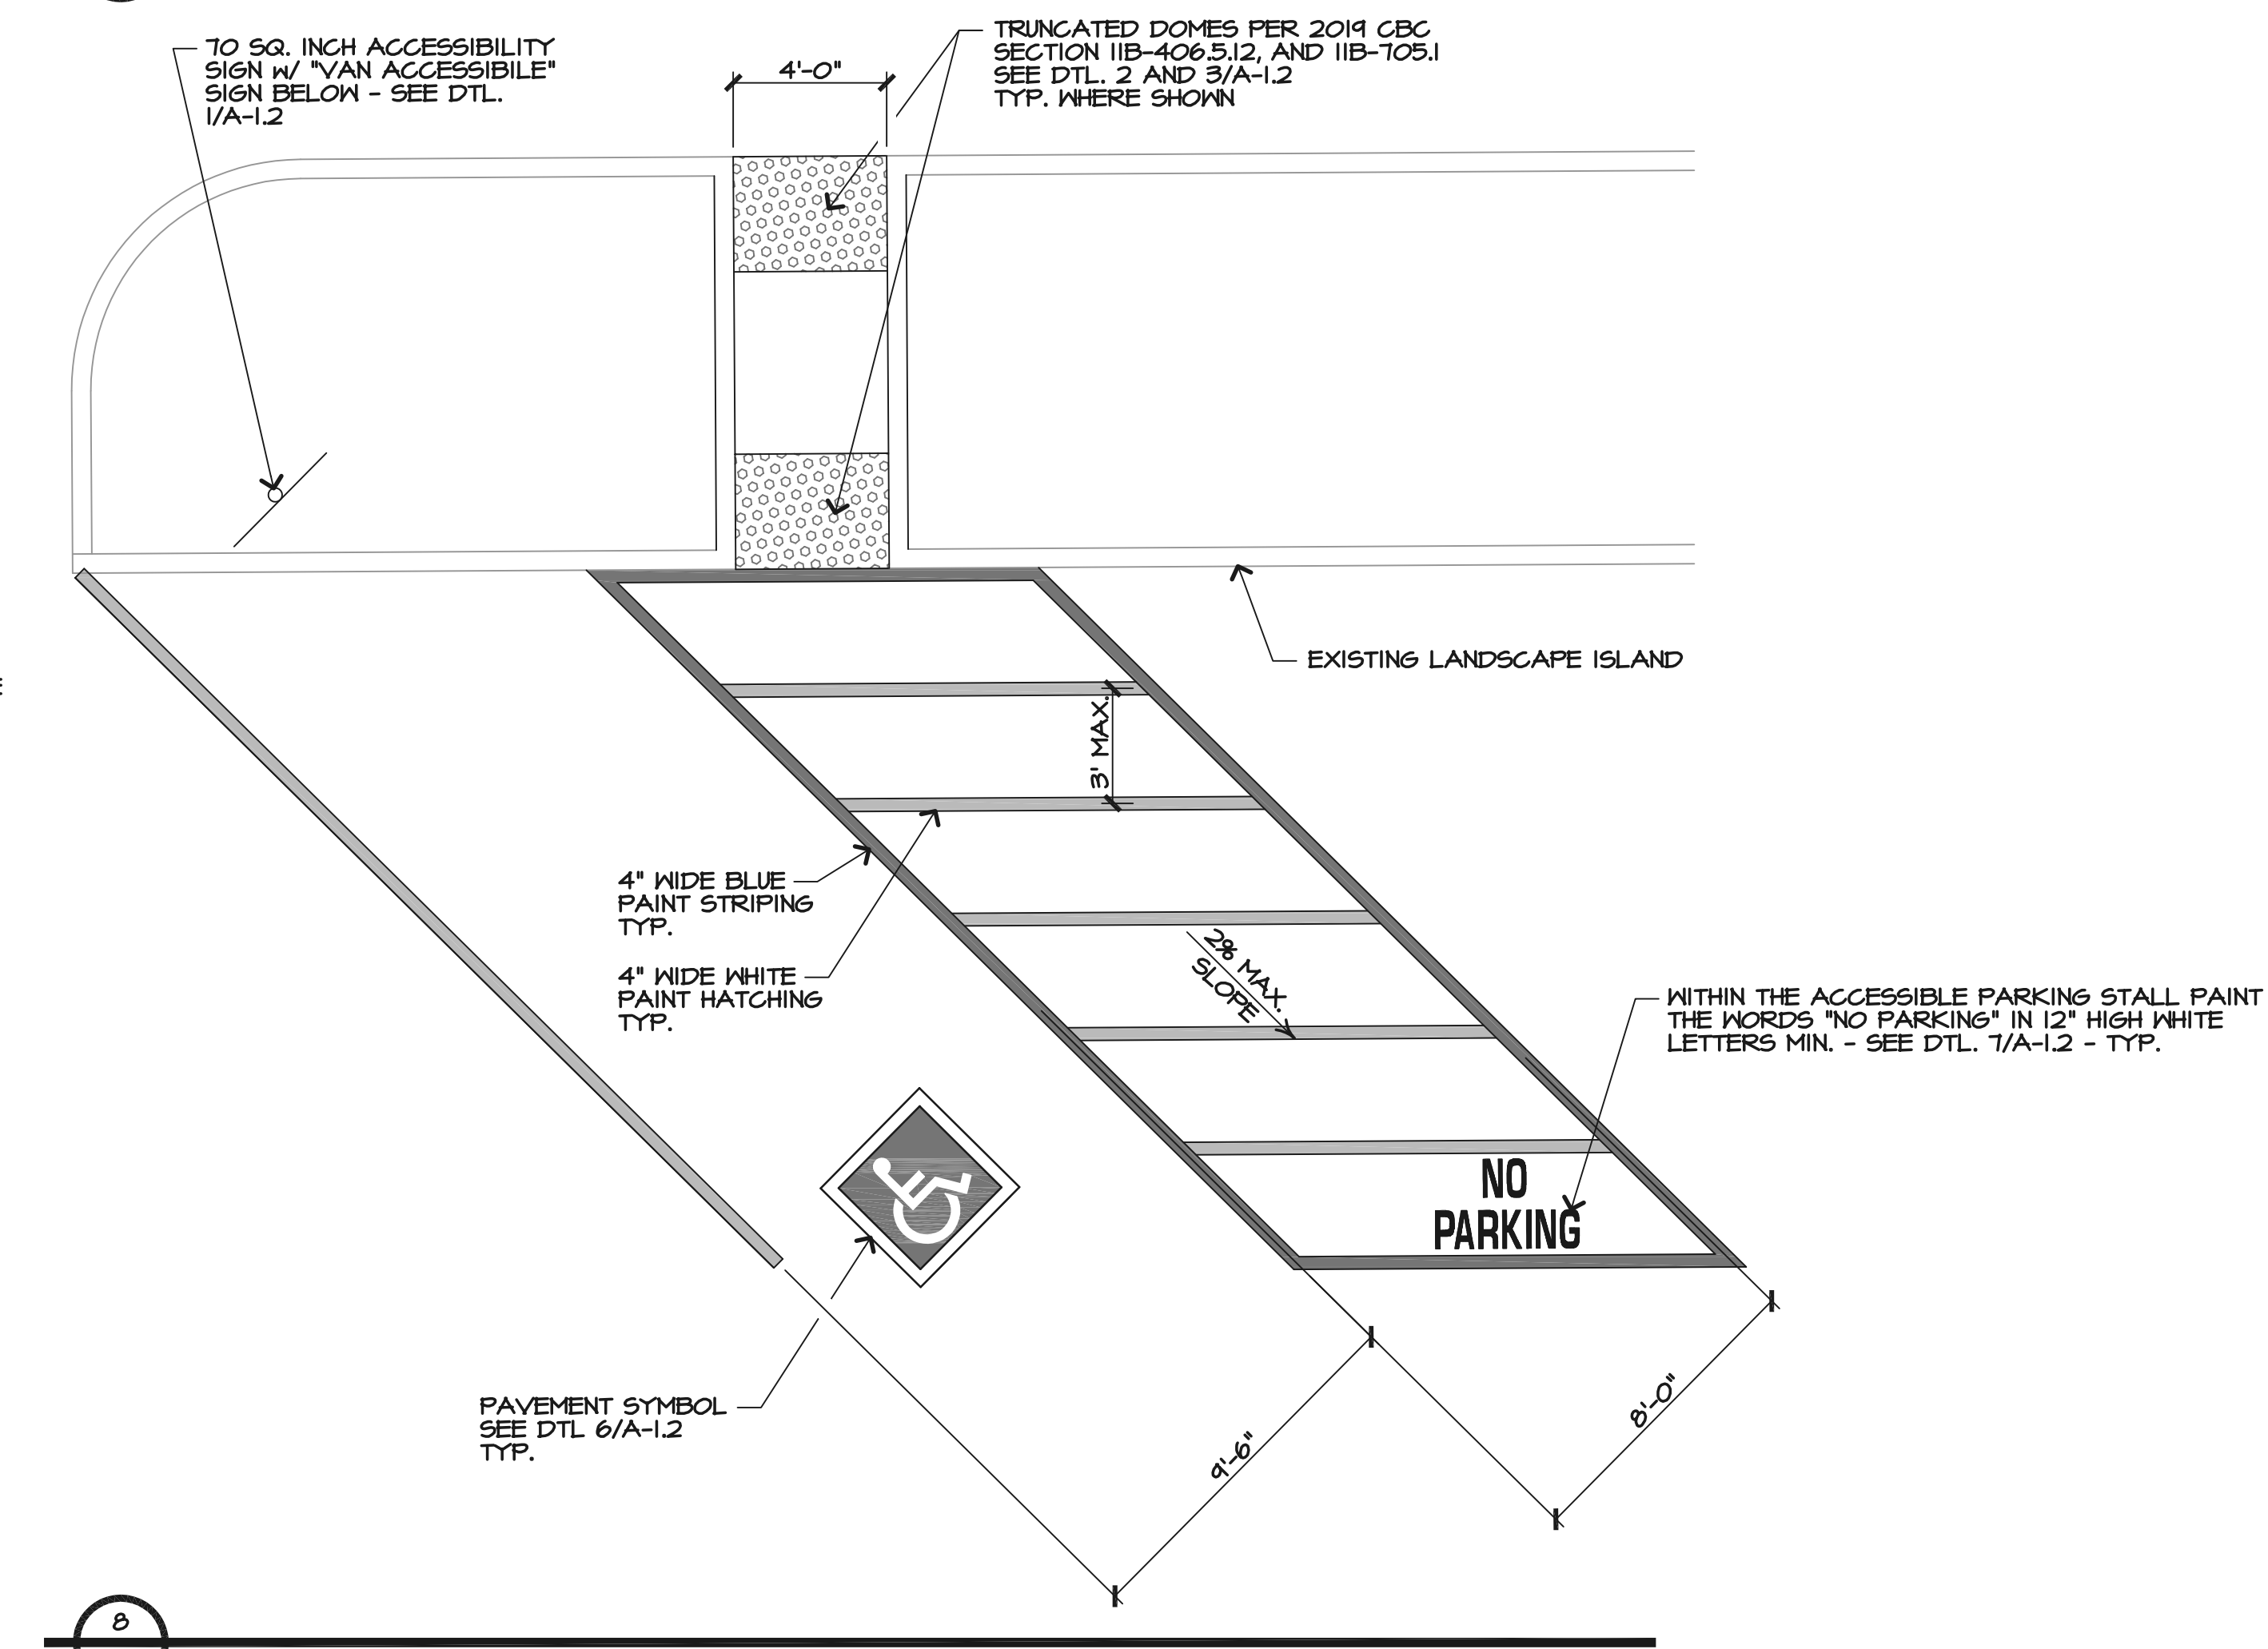 70 SQ. INCH ACCESSIBILITY
SIGN W/ "VAN ACCESSIBILE"
SIGN BELOW - SEE DTL.
1/A-1.2
4'-0"
TRUNCATED DOMES PER 2019 CBC
SECTION 11B-406.5.12, AND 11B-705.1
SEE DTL. 2 AND 3/A-1.2
TYP. WHERE SHOWN
EXISTING LANDSCAPE ISLAND
3' MAX.
4" WIDE BLUE
PAINT STRIPING
TYP.
4" WIDE WHITE
PAINT HATCHING
TYP.
2% MAX.
SLOPE
WITHIN THE ACCESSIBLE PARKING STALL PAINT
THE WORDS "NO PARKING" IN 12" HIGH WHITE
LETTERS MIN. - SEE DTL. 7/A-1.2 - TYP.
NO
PARKING
PAVEMENT SYMBOL
SEE DTL 6/A-1.2
TYP.
9'-6"
8'-0"
8